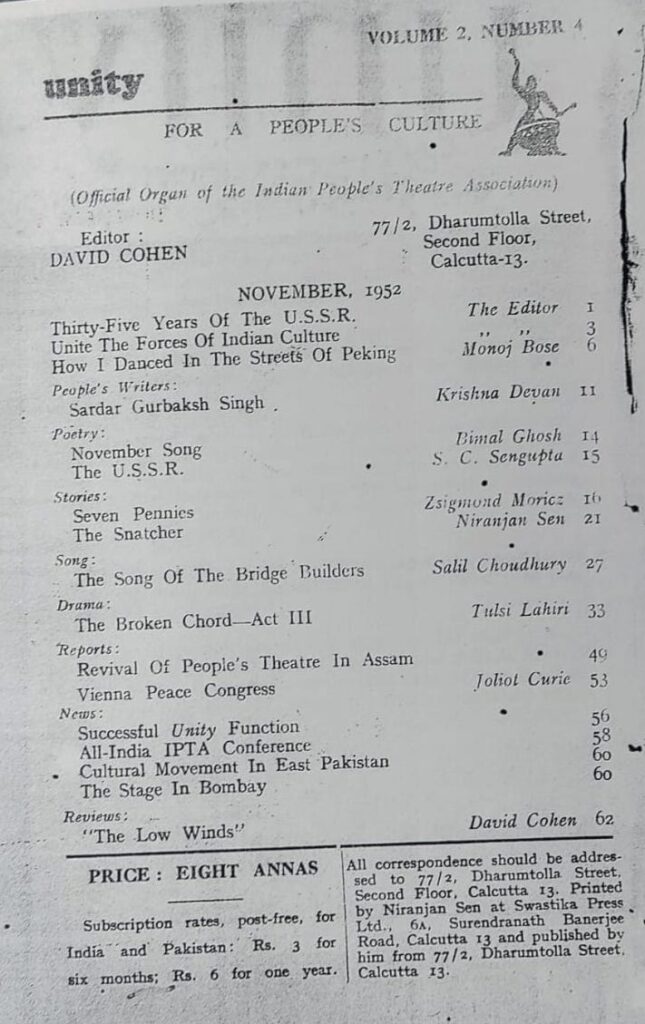 VOLUME 2, NUMBER 4
unity
FOR A PEOPLE'S CULTURE
(Official Organ of the Indian People's Theatre Association)
Editor :
DAVID COHEN
77/2, Dharumtolla Street,
Second Floor,
Calcutta-13.
NOVEMBER, 1952
Thirty-Five Years Of The U.S.S.R. The Editor 1
Unite The Forces Of Indian Culture ,, ,, 3
How I Danced In The Streets Of Peking Monoj Bose 6
People's Writers:
Sardar Gurbaksh Singh Krishna Devan 11
Poetry:
November Song Bimal Ghosh 14
The U.S.S.R. S. C. Sengupta 15
Stories:
Seven Pennies Zsigmond Moricz 16
The Snatcher Niranjan Sen 21
Song:
The Song Of The Bridge Builders Salil Choudhury 27
Drama:
The Broken Chord—Act III Tulsi Lahiri 33
Reports:
Revival Of People's Theatre In Assam 49
Vienna Peace Congress Joliot Curie 53
News:
Successful Unity Function 56
All-India IPTA Conference 58
Cultural Movement In East Pakistan 60
The Stage In Bombay 60
Reviews:
"The Low Winds" David Cohen 62
PRICE : EIGHT ANNAS
Subscription rates, post-free, for
India and Pakistan: Rs. 3 for
six months; Rs. 6 for one year.
All correspondence should be addres-
sed to 77/2, Dharumtolla Street,
Second Floor, Calcutta 13. Printed
by Niranjan Sen at Swastika Press
Ltd., 6A, Surendranath Banerjee
Road, Calcutta 13 and published by
him from 77/2, Dharumtolla Street,
Calcutta 13.